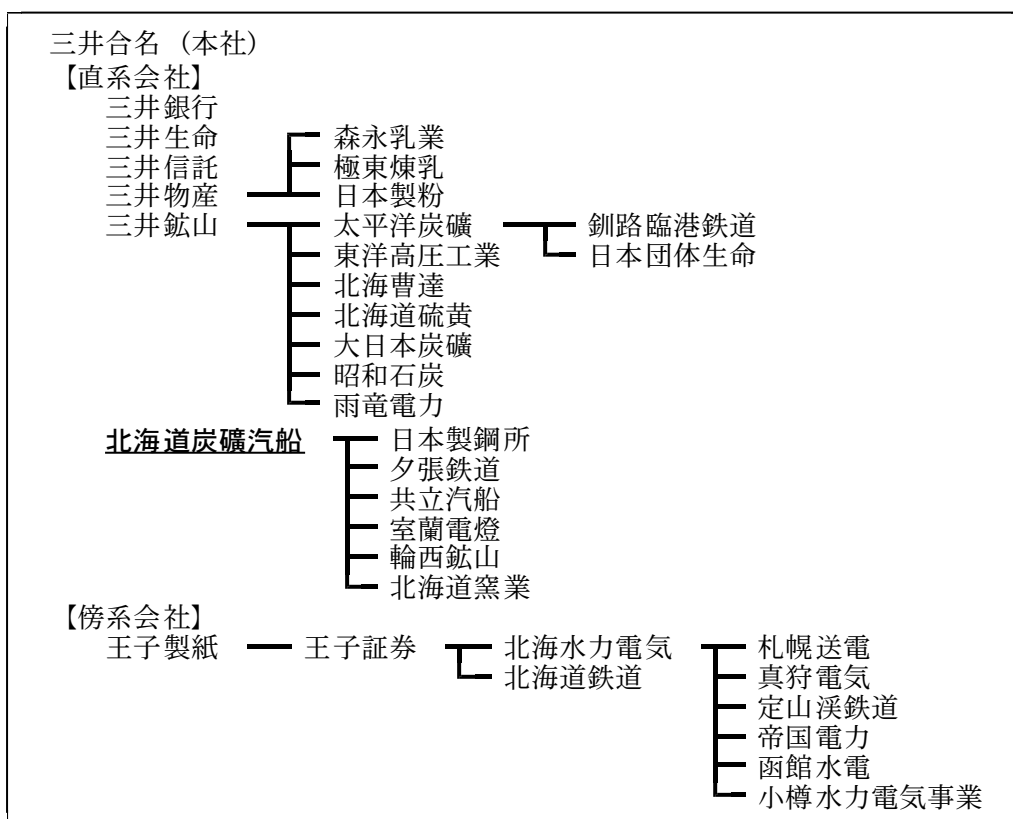 三井合名（本社）
【直系会社】
三井銀行
三井生命 森永乳業
三井信託 極東煉乳
三井物産 日本製粉
三井鉱山 太平洋炭礦 釧路臨港鉄道
東洋高圧工業 日本団体生命
北海曹達
北海道硫黄
大日本炭礦
昭和石炭
雨竜電力
北海道炭礦汽船 日本製鋼所
夕張鉄道
共立汽船
室蘭電燈
輪西鉱山
北海道窯業
【傍系会社】
王子製紙 王子証券 北海水力電気 札幌送電
北海道鉄道 真狩電気
定山渓鉄道
帝国電力
函館水電
小樽水力電気事業